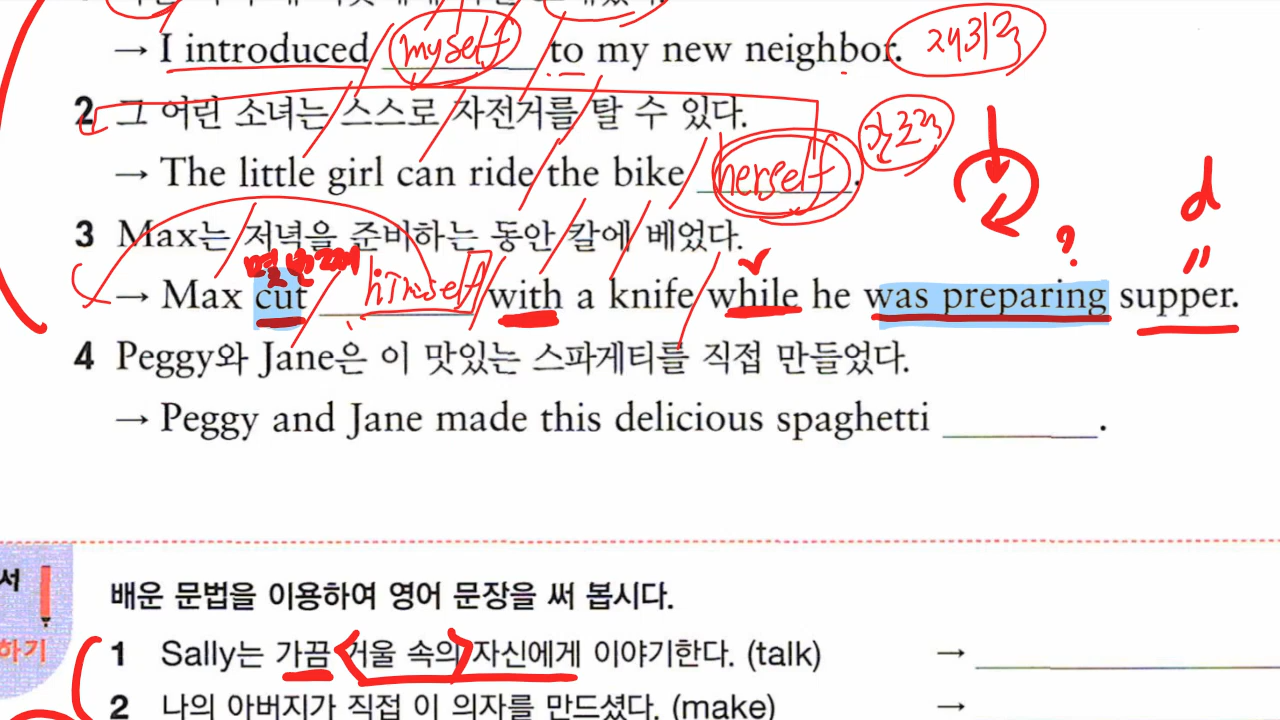 → I introduced myself to my new neighbor. 재귀적
2 그 어린 소녀는 스스로 자전거를 탈 수 있다.
→ The little girl can ride the bike herself. 강조적
3 Max는 저녁을 준비하는 동안 칼에 베었다.
몇 번째
→ Max cut himself with a knife while he was preparing supper.
? d
4 Peggy와 Jane은 이 맛있는 스파게티를 직접 만들었다.
→ Peggy and Jane made this delicious spaghetti ________.
서 배운 문법을 이용하여 영어 문장을 써 봅시다.
하기
1 Sally는 가끔 <거울 속의> 자신에게 이야기한다. (talk) →
2 나의 아버지가 직접 이 의자를 만드셨다. (make) →